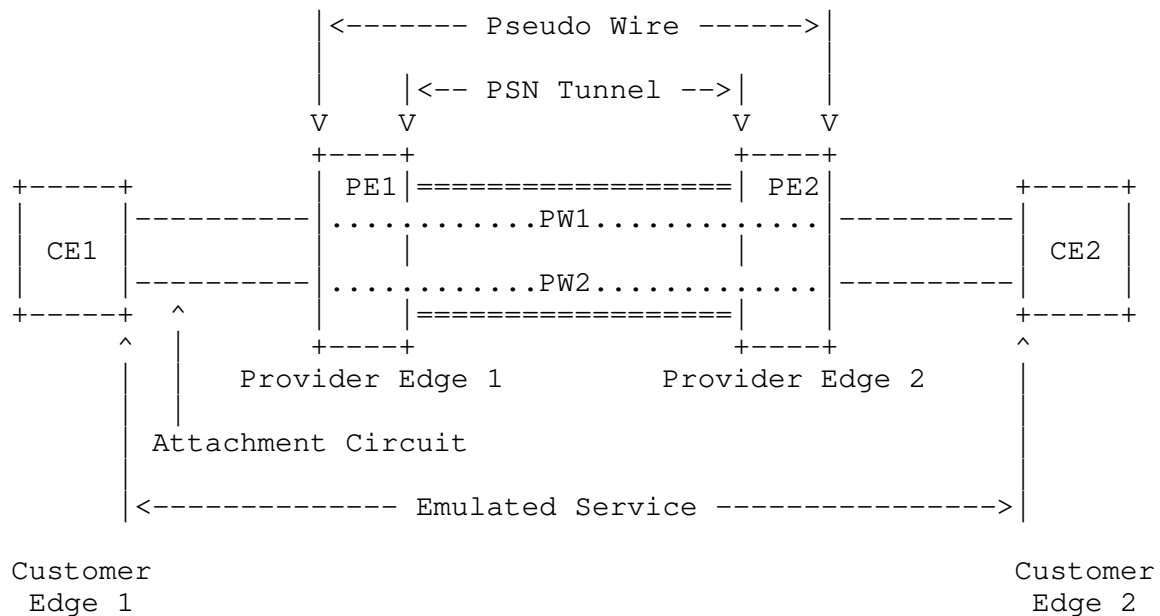 |<------- Pseudo Wire ------>|
|<-- PSN Tunnel -->|
V V V V
PE1 PE2
PW1
CE1 CE2
PW2
Provider Edge 1 Provider Edge 2
Attachment Circuit
|<-------------- Emulated Service ---------------->|
Customer Customer
Edge 1 Edge 2